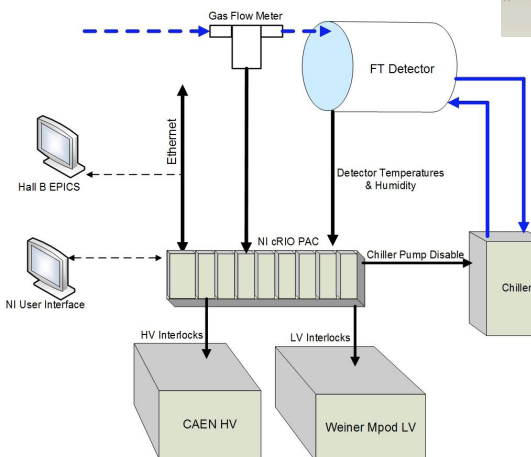 Gas Flow Meter
FT Detector
Ethernet
Hall B EPICS
Detector Temperatures
& Humidity
NI cRIO PAC
Chiller Pump Disable
Chiller
NI User Interface
HV Interlocks
LV Interlocks
CAEN HV
Weiner Mpod LV